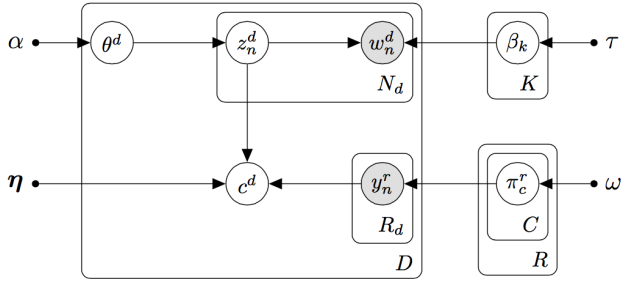 α θ^d z_n^d w_n^d β_k τ
N_d K
η c^d y_n^r π_c^r ω
R_d C
D R